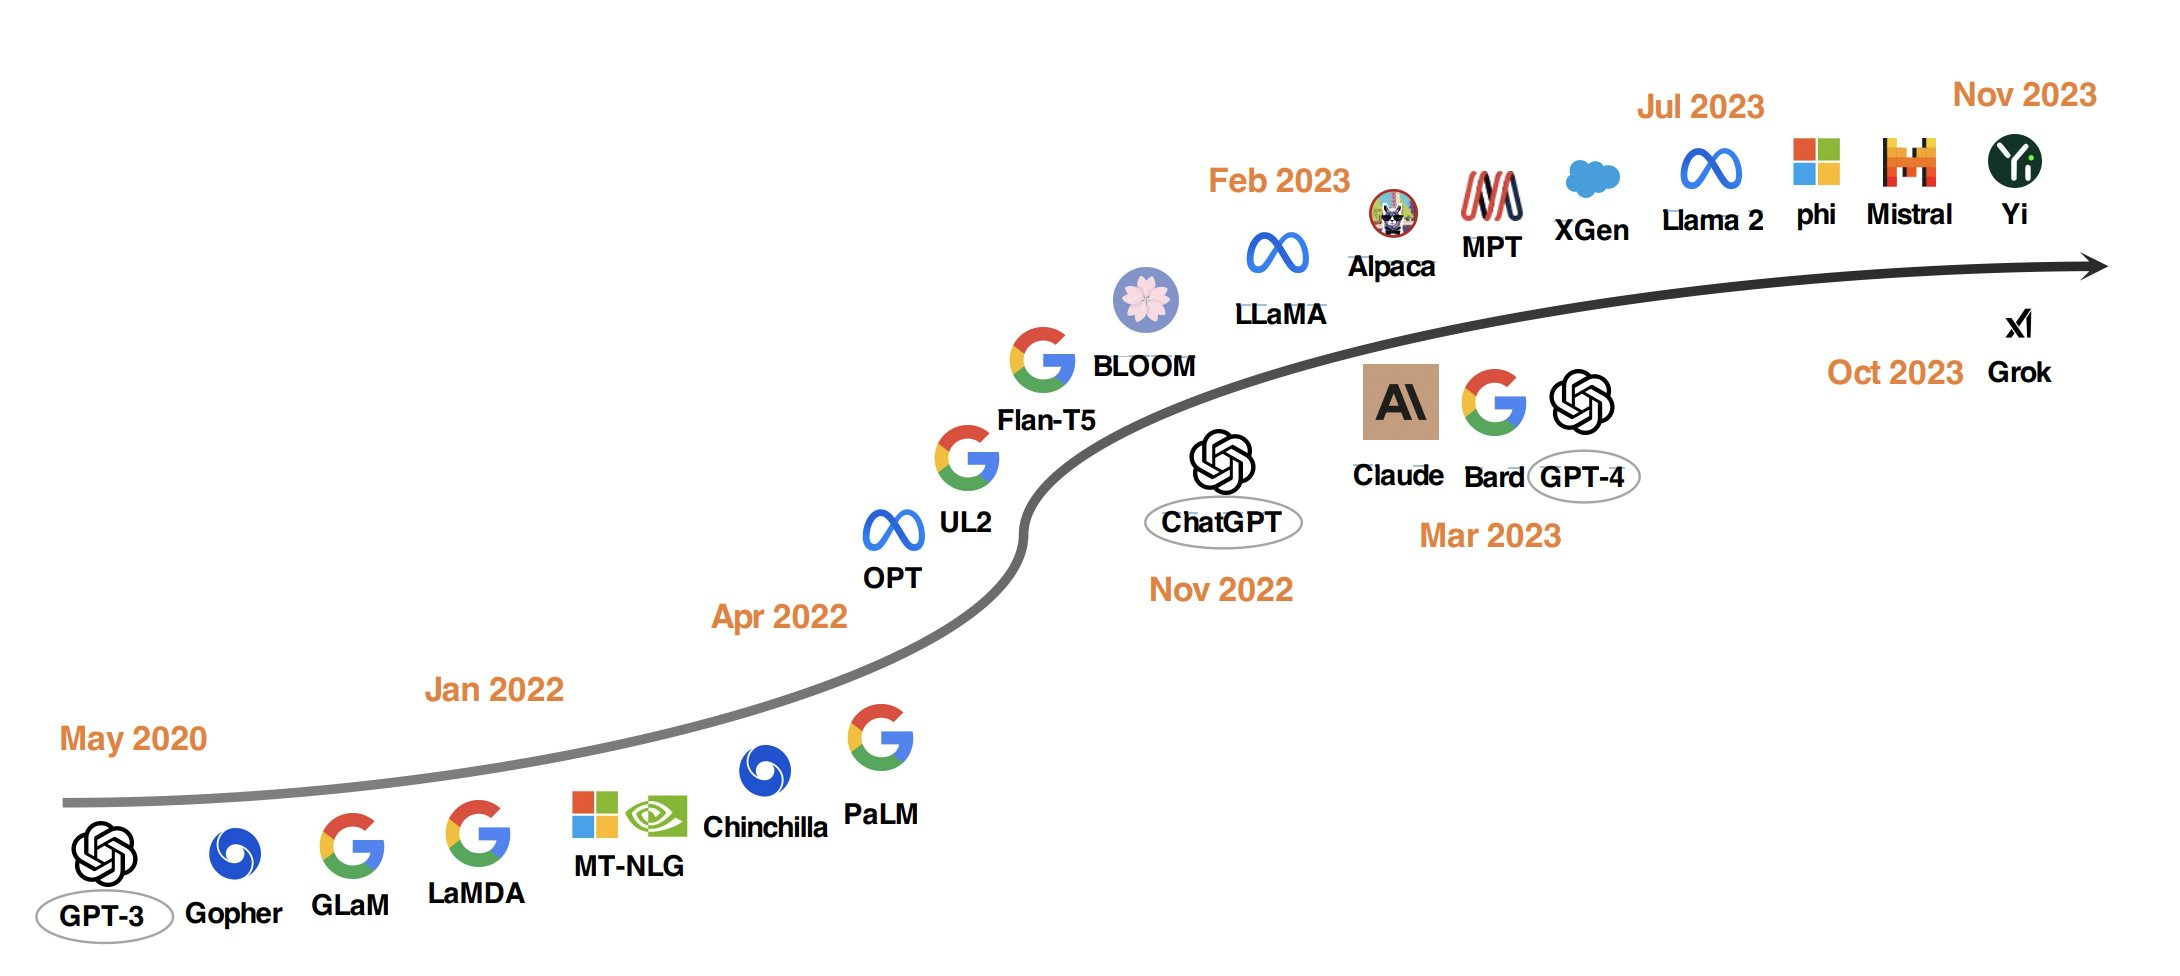 Nov 2023
Jul 2023
Feb 2023
Alpaca
MPT
XGen
Llama 2
phi
Mistral
Yi
LLaMA
BLOOM
Flan-T5
UL2
OPT
xI
Oct 2023
Grok
AI
Claude
Bard
GPT-4
Mar 2023
ChatGPT
Nov 2022
Apr 2022
Jan 2022
May 2020
GPT-3
Gopher
GLaM
LaMDA
MT-NLG
Chinchilla
PaLM